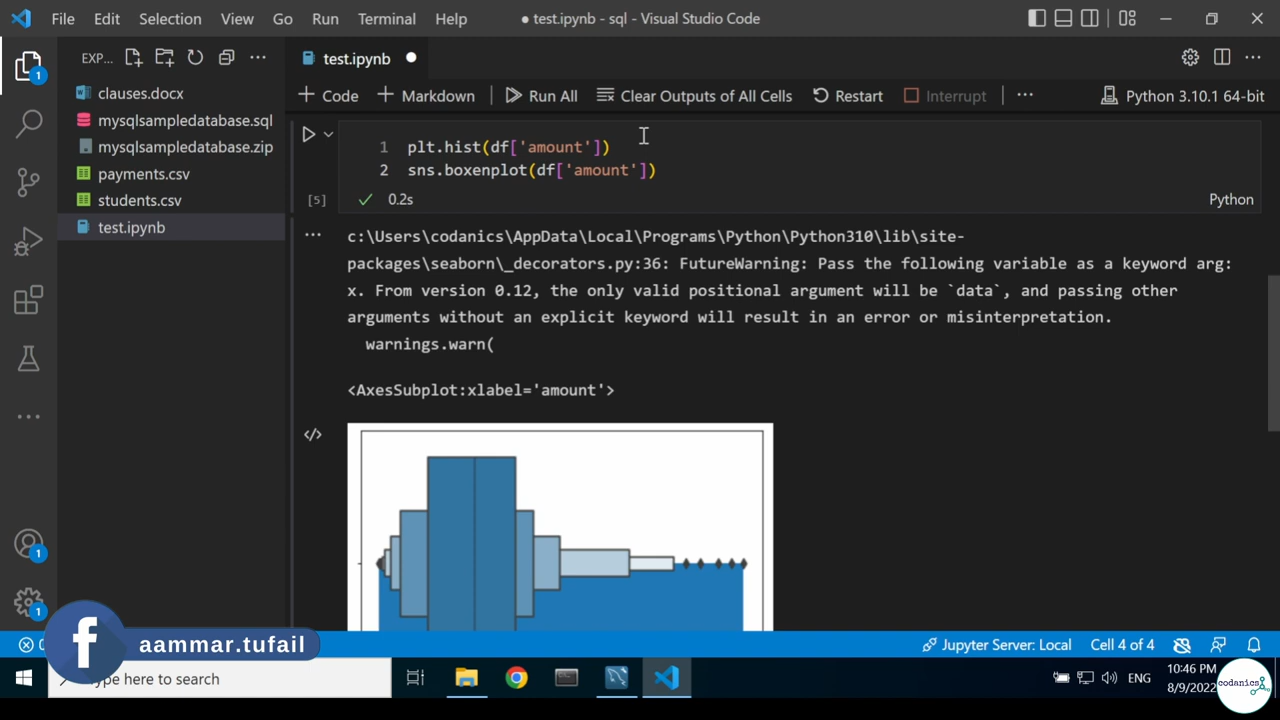 File Edit Selection View Go Run Terminal Help
● test.ipynb - sql - Visual Studio Code
EXP...
test.ipynb
1
clauses.docx
mysqlsampledatabase.sql
mysqlsampledatabase.zip
payments.csv
students.csv
test.ipynb
+ Code + Markdown Run All Clear Outputs of All Cells Restart Interrupt ... Python 3.10.1 64-bit
1 plt.hist(df['amount'])
2 sns.boxenplot(df['amount'])
[5] ✓ 0.2s Python
c:\Users\codanics\AppData\Local\Programs\Python\Python310\lib\site-
packages\seaborn\_decorators.py:36: FutureWarning: Pass the following variable as a keyword arg:
x. From version 0.12, the only valid positional argument will be `data`, and passing other
arguments without an explicit keyword will result in an error or misinterpretation.
warnings.warn(
<AxesSubplot:xlabel='amount'>
1
1
f aammar.tufail
Jupyter Server: Local Cell 4 of 4
ype here to search
ENG
10:46 PM
8/9/2022
codanics